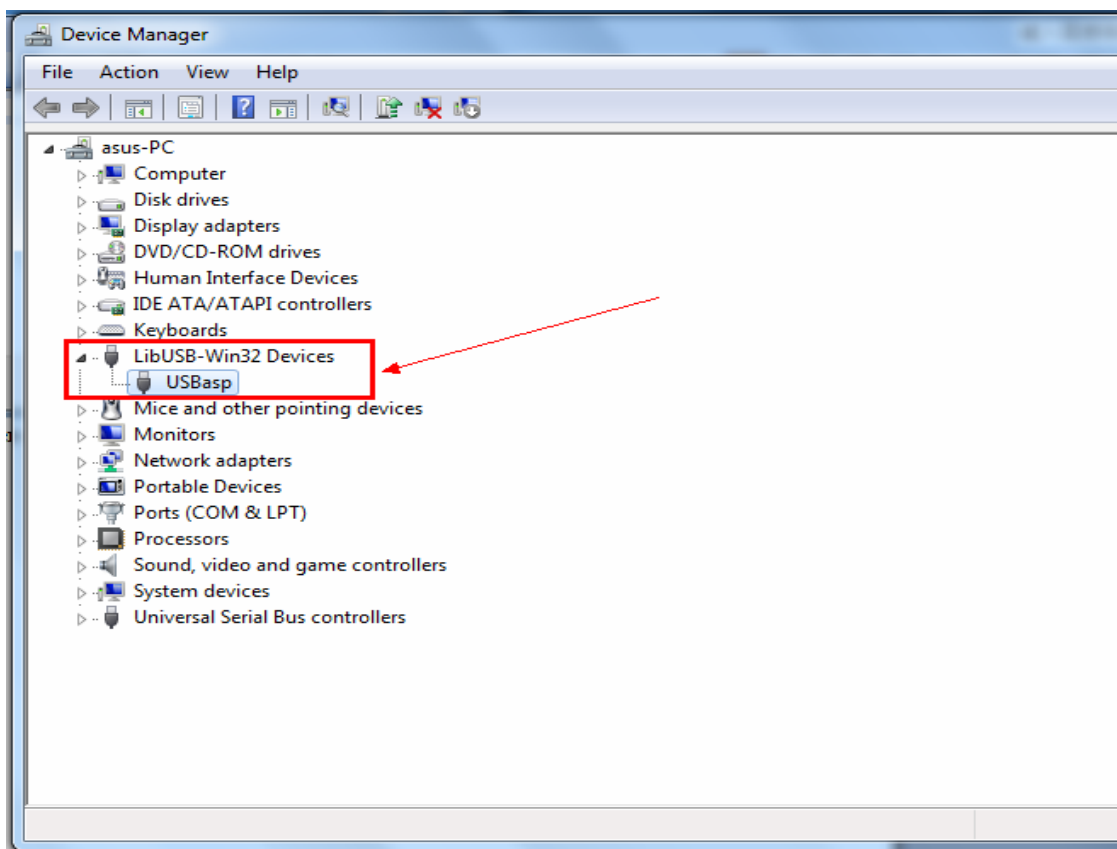 Device Manager
File Action View Help
asus-PC
Computer
Disk drives
Display adapters
DVD/CD-ROM drives
Human Interface Devices
IDE ATA/ATAPI controllers
Keyboards
LibUSB-Win32 Devices
USBasp
Mice and other pointing devices
Monitors
Network adapters
Portable Devices
Ports (COM & LPT)
Processors
Sound, video and game controllers
System devices
Universal Serial Bus controllers